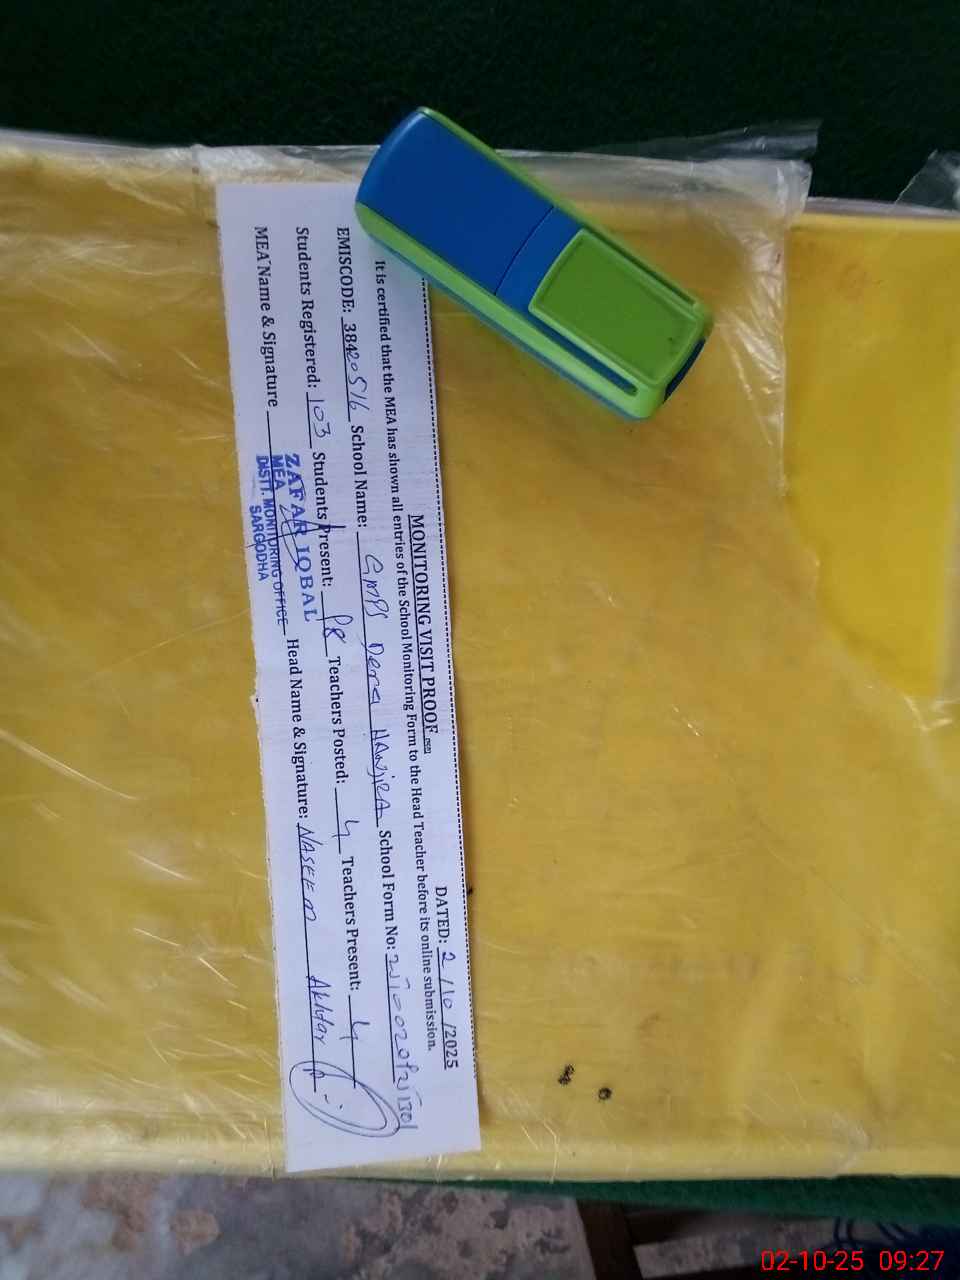 MONITORING VISIT PROOF
DATED: 2/10/2025
It is certified that the MEA has shown all entries of the School Monitoring Form to the Head Teacher before its online submission.
EMISCODE: 38420516 School Name: GMPS Dera HANJRA School Form No:
Students Registered: 103 Students Present: Teachers Posted: 4 Teachers Present: 4
MEA Name & Signature Head Name & Signature: NASEEM Akhtar
ZAFAR IQBAL
MEA
DISTT. MONITORING OFFICE
SARGODHA
02-10-25 09:27